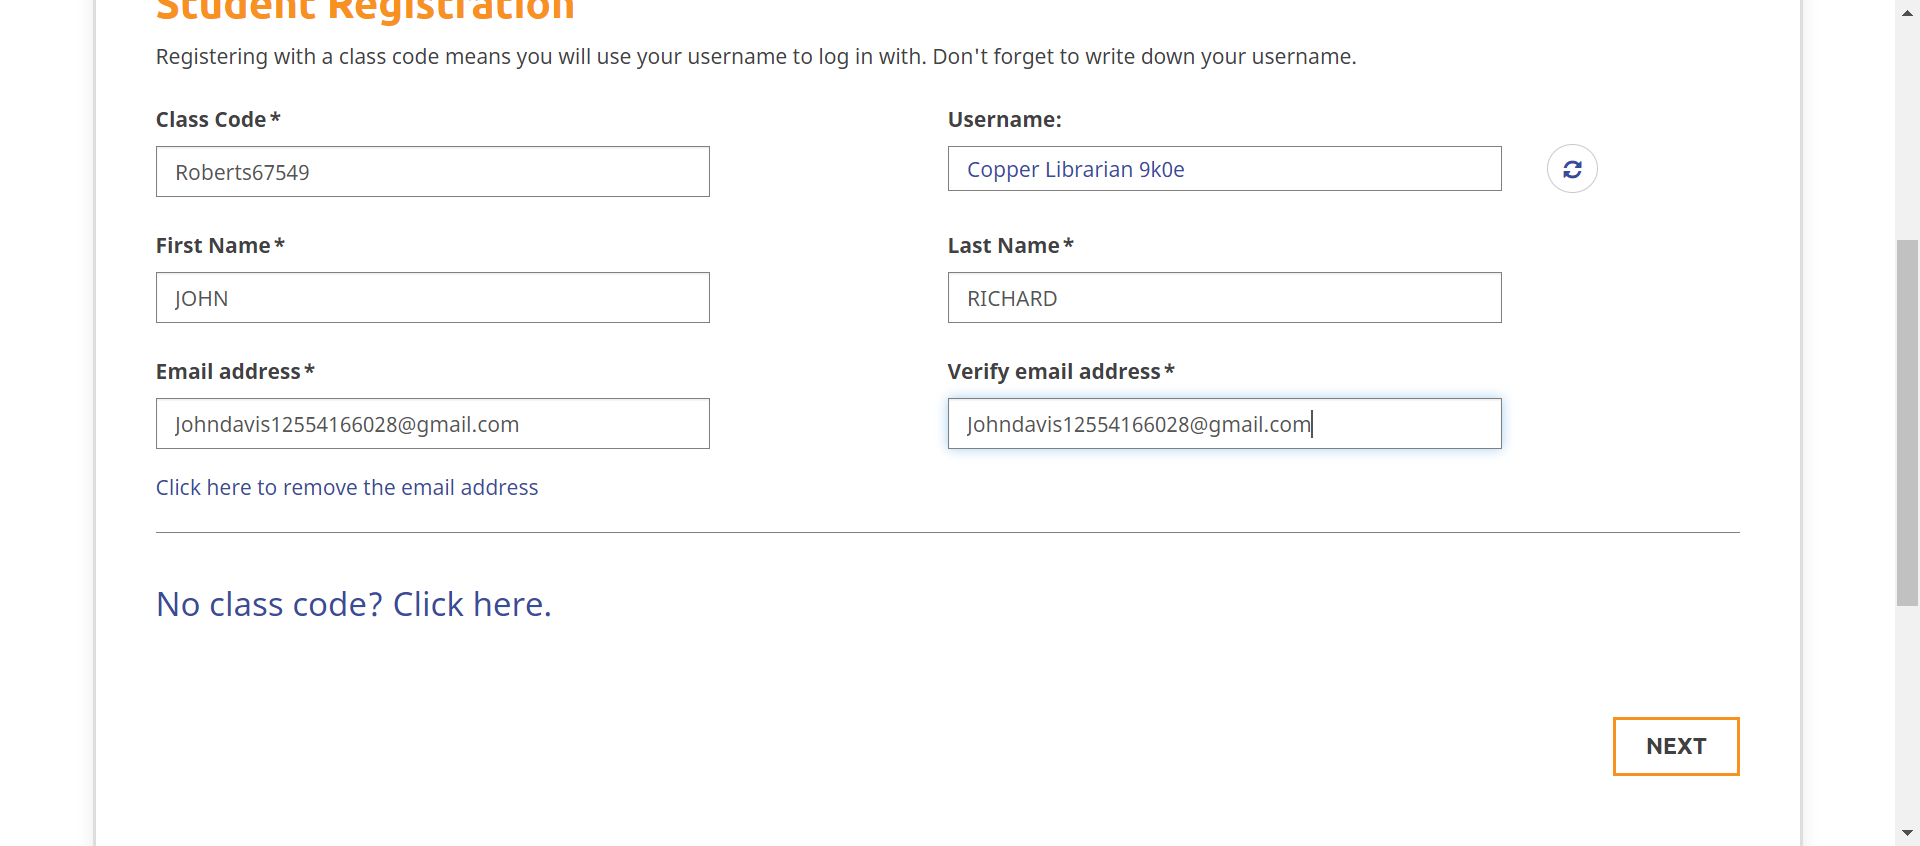 Student Registration
Registering with a class code means you will use your username to log in with. Don't forget to write down your username.
Class Code*
Username:
Roberts67549
Copper Librarian 9k0e
First Name*
Last Name*
JOHN
RICHARD
Email address*
Verify email address*
Johndavis12554166028@gmail.com
Johndavis12554166028@gmail.com
Click here to remove the email address
No class code? Click here.
NEXT